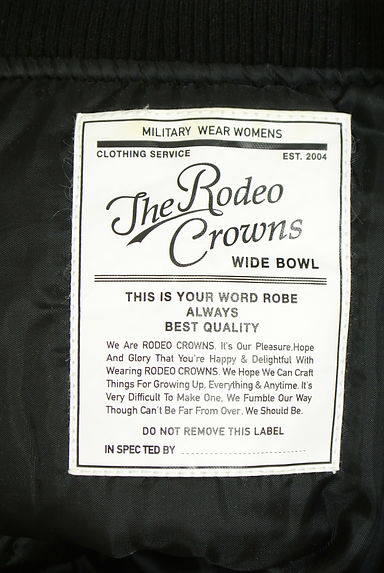 MILITARY WEAR WOMENS
CLOTHING SERVICE EST. 2004
The Rodeo
Crowns
WIDE BOWL
THIS IS YOUR WORD ROBE
ALWAYS
BEST QUALITY
We Are RODEO CROWNS. It's Our Pleasure,Hope
And Glory That You're Happy & Delightful With
Wearing RODEO CROWNS. We Hope We Can Craft
Things For Growing Up, Everything & Anytime. It's
Very Difficult To Make One, We Fumble Our Way
Though Can't Be Far From Over, We Should Be.
DO NOT REMOVE THIS LABEL
IN SPEC TED BY